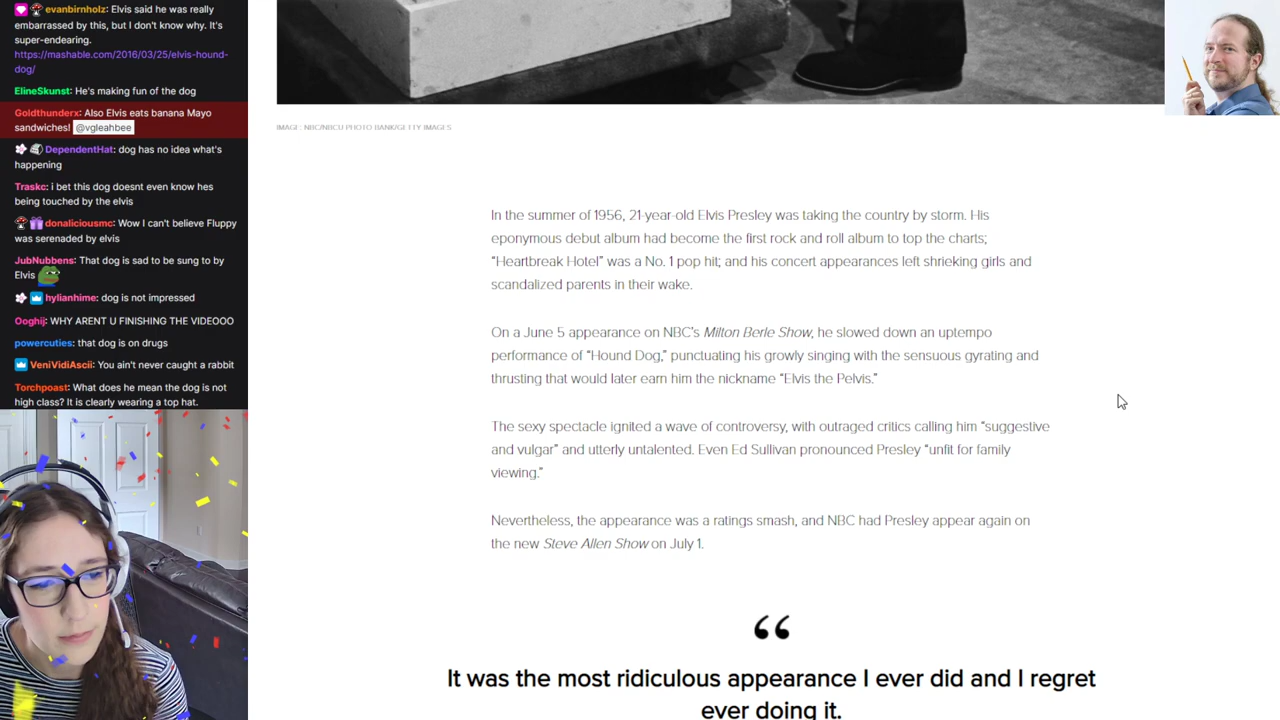 evanbirnholz: Elvis said he was really
embarrassed by this, but I don't know why. It's
super-endearing.
https://mashable.com/2016/03/25/elvis-hound-
dog/
ElineSkunst: He's making fun of the dog
Goldthunderx: Also Elvis eats banana Mayo
sandwiches! @vgleahbee
DependentHat: dog has no idea what's
happening
Traskc: i bet this dog doesnt even know hes
being touched by the elvis
donaliciousmc: Wow I can't believe Fluppy
was serenaded by elvis
JubNubbens: That dog is sad to be sung to by
Elvis
hylianhime: dog is not impressed
Ooghij: WHY ARENT U FINISHING THE VIDEOOO
powercuties: that dog is on drugs
VeniVidiAscii: You ain't never caught a rabbit
Torchpoast: What does he mean the dog is not
high class? It is clearly wearing a top hat.
IMAGE: NBC/NBCU PHOTO BANK/GETTY IMAGES
In the summer of 1956, 21-year-old Elvis Presley was taking the country by storm. His
eponymous debut album had become the first rock and roll album to top the charts;
“Heartbreak Hotel” was a No. 1 pop hit; and his concert appearances left shrieking girls and
scandalized parents in their wake.
On a June 5 appearance on NBC’s Milton Berle Show, he slowed down an uptempo
performance of “Hound Dog,” punctuating his growly singing with the sensuous gyrating and
thrusting that would later earn him the nickname “Elvis the Pelvis.”
The sexy spectacle ignited a wave of controversy, with outraged critics calling him “suggestive
and vulgar” and utterly untalented. Even Ed Sullivan pronounced Presley “unfit for family
viewing.”
Nevertheless, the appearance was a ratings smash, and NBC had Presley appear again on
the new Steve Allen Show on July 1.
“
It was the most ridiculous appearance I ever did and I regret
ever doing it.